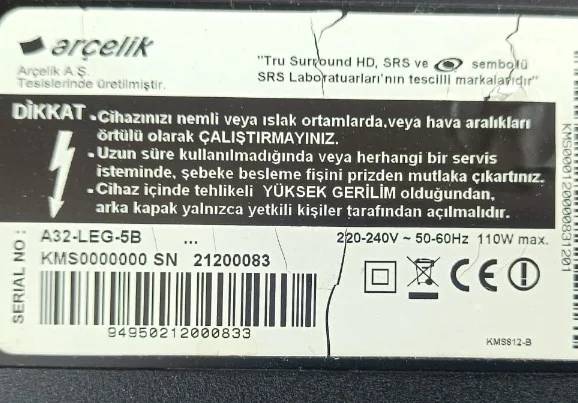 arçelik
Arçelik A.Ş.
Tesislerinde üretilmiştir.
"Tru Surround HD, SRS ve sembolü
SRS Laboratuarları'nın tescilli markalarıdır"
DİKKAT
• Cihazınızı nemli veya ıslak ortamlarda,veya hava aralıkları
örtülü olarak ÇALIŞTIRMAYINIZ.
• Uzun süre kullanılmadığında veya herhangi bir servis
isteminde, şebeke besleme fişini prizden mutlaka çıkartınız.
• Cihaz içinde tehlikeli YÜKSEK GERİLİM olduğundan,
arka kapak yalnızca yetkili kişiler tarafından açılmalıdır.
SERIAL NO :
A32-LEG-5B ...
220-240V ~ 50-60Hz 110W max.
KMS0000000 SN 21200083
94950212000833
CE
KMS812-B
KMS0001200000831201